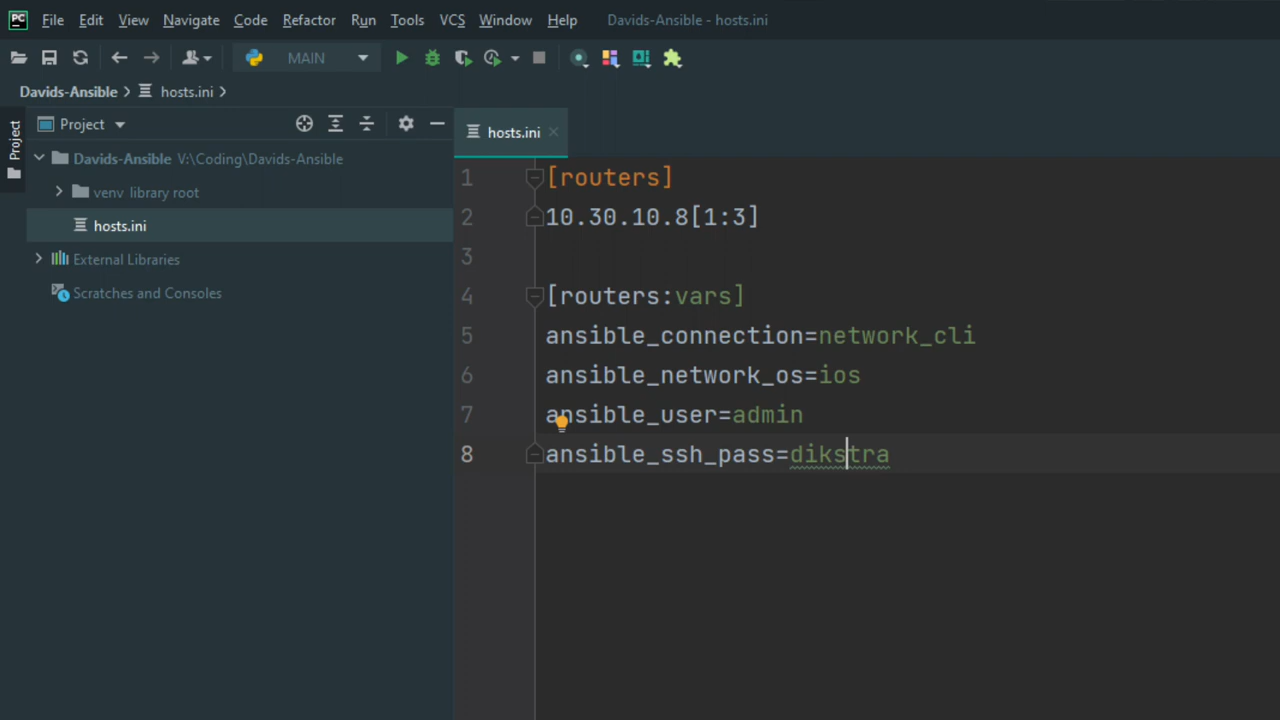 PC File Edit View Navigate Code Refactor Run Tools VCS Window Help Davids-Ansible - hosts.ini
MAIN
Davids-Ansible hosts.ini
Project
Project
hosts.ini
Davids-Ansible V:\Coding\Davids-Ansible
venv library root
hosts.ini
External Libraries
Scratches and Consoles
1 [routers]
2 10.30.10.8[1:3]
3
4 [routers:vars]
5 ansible_connection=network_cli
6 ansible_network_os=ios
7 ansible_user=admin
8 ansible_ssh_pass=dikstra